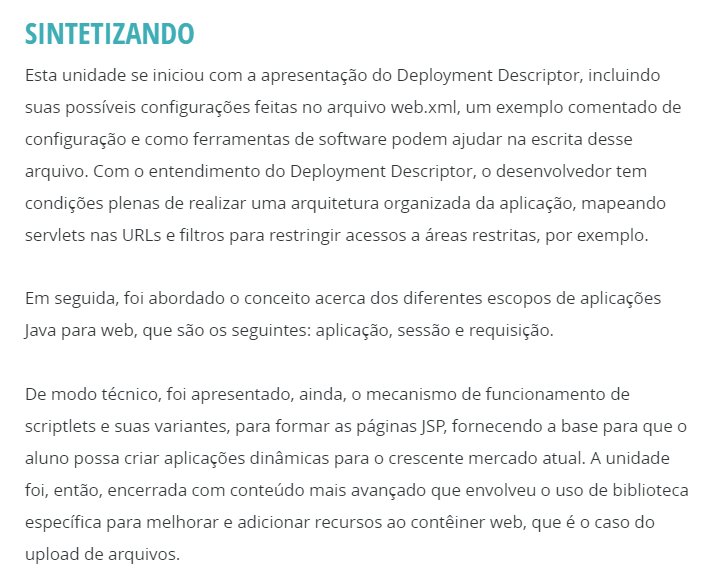 SINTETIZANDO
Esta unidade se iniciou com a apresentação do Deployment Descriptor, incluindo
suas possíveis configurações feitas no arquivo web.xml, um exemplo comentado de
configuração e como ferramentas de software podem ajudar na escrita desse
arquivo. Com o entendimento do Deployment Descriptor, o desenvolvedor tem
condições plenas de realizar uma arquitetura organizada da aplicação, mapeando
servlets nas URLs e filtros para restringir acessos a áreas restritas, por exemplo.
Em seguida, foi abordado o conceito acerca dos diferentes escopos de aplicações
Java para web, que são os seguintes: aplicação, sessão e requisição.
De modo técnico, foi apresentado, ainda, o mecanismo de funcionamento de
scriptlets e suas variantes, para formar as páginas JSP, fornecendo a base para que o
aluno possa criar aplicações dinâmicas para o crescente mercado atual. A unidade
foi, então, encerrada com conteúdo mais avançado que envolveu o uso de biblioteca
específica para melhorar e adicionar recursos ao contêiner web, que é o caso do
upload de arquivos.